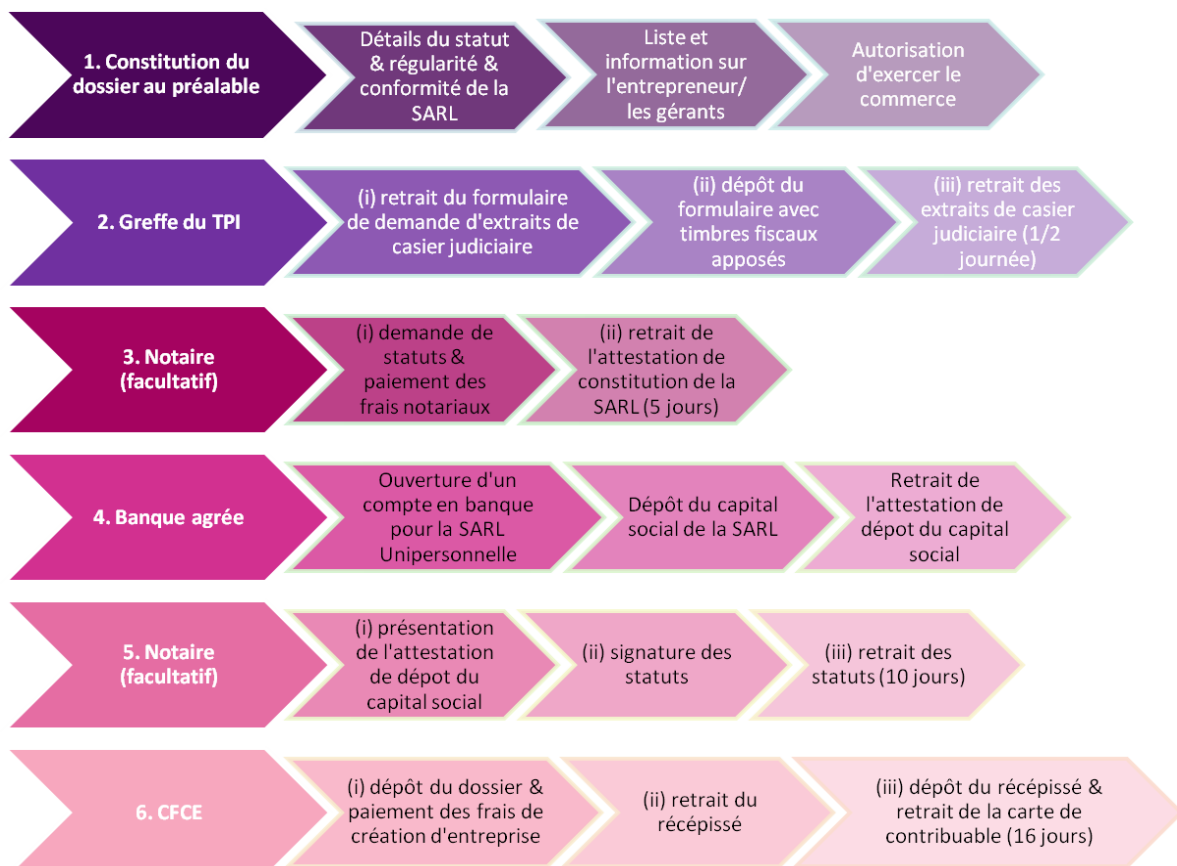 1. Constitution du
dossier au préalable
Détails du statut
& régularité &
conformité de la
SARL
Liste et
information sur
l'entrepreneur/
les gérants
Autorisation
d'exercer le
commerce
2. Greffe du TPI
(i) retrait du formulaire
de demande d'extraits de
casier judiciaire
(ii) dépôt du
formulaire avec
timbres fiscaux
apposés
(iii) retrait des
extraits de casier
judiciaire (1/2
journée)
3. Notaire
(facultatif)
(i) demande de
statuts &
paiement des
frais notariaux
(ii) retrait de
l'attestation de
constitution de la
SARL (5 jours)
4. Banque agrée
Ouverture d'un
compte en banque
pour la SARL
Unipersonnelle
Dépôt du capital
social de la SARL
Retrait de
l'attestation de
dépot du capital
social
5. Notaire
(facultatif)
(i) présentation
de l'attestation
de dépot du
capital social
(ii) signature des
statuts
(iii) retrait des
statuts (10 jours)
6. CFCE
(i) dépôt du dossier &
paiement des frais de
création d'entreprise
(ii) retrait du
récépissé
(iii) dépôt du récépissé &
retrait de la carte de
contribuable (16 jours)